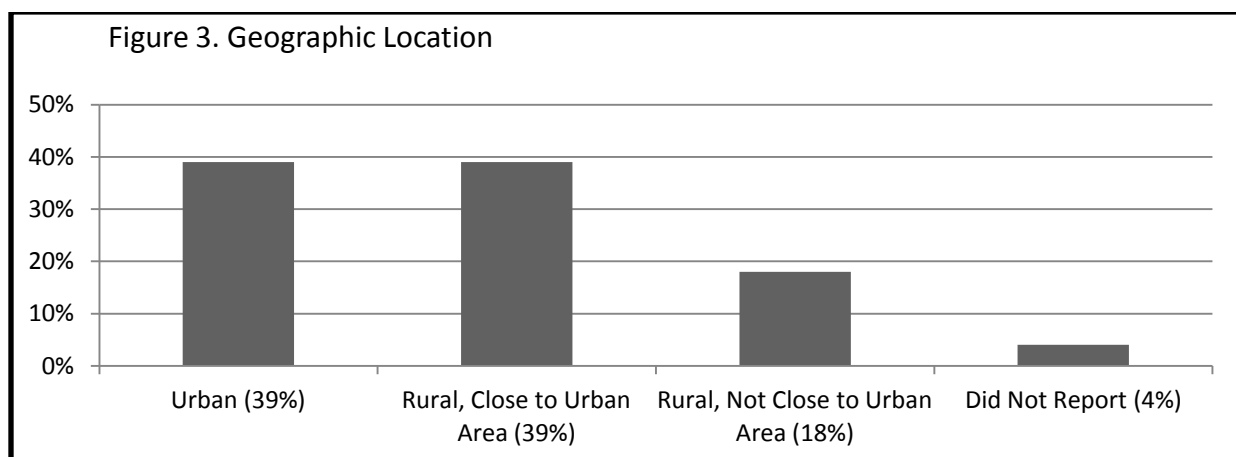 Figure 3. Geographic Location
50%
40%
30%
20%
10%
0%
Urban (39%)
Rural, Close to Urban
Area (39%)
Rural, Not Close to Urban
Area (18%)
Did Not Report (4%)